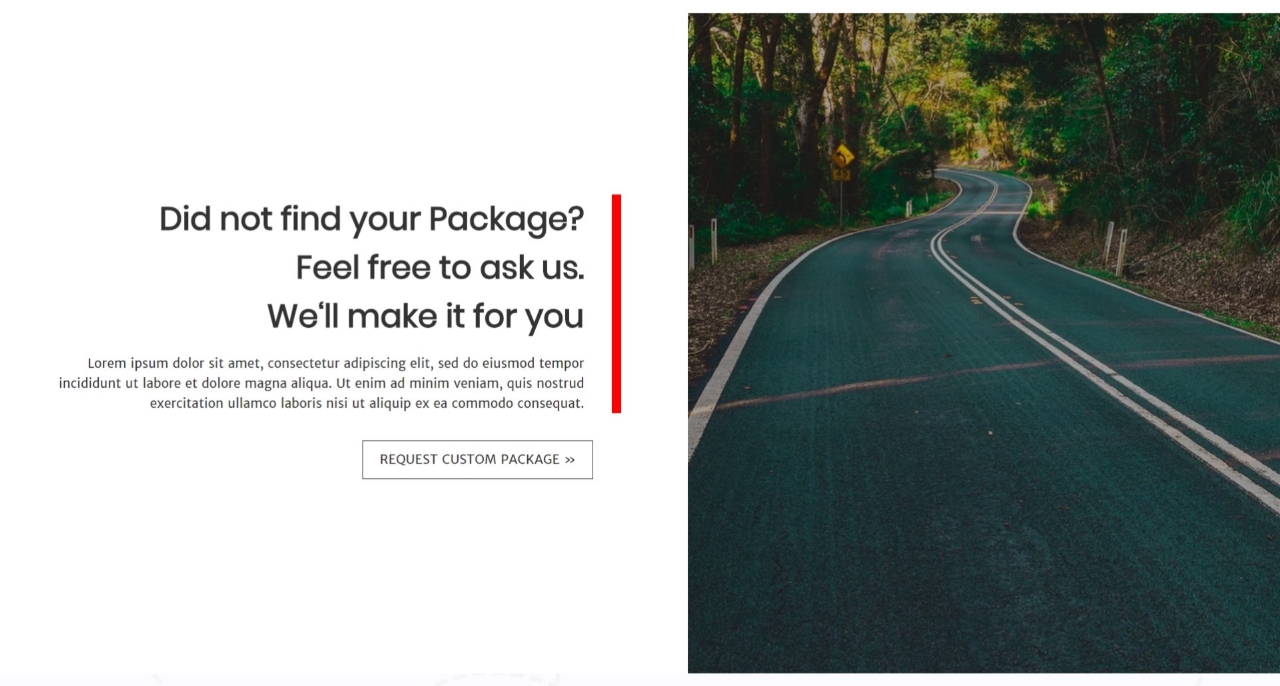 Did not find your Package?
Feel free to ask us.
We‘ll make it for you
Lorem ipsum dolor sit amet, consectetur adipiscing elit, sed do eiusmod tempor
incididunt ut labore et dolore magna aliqua. Ut enim ad minim veniam, quis nostrud
exercitation ullamco laboris nisi ut aliquip ex ea commodo consequat.
REQUEST CUSTOM PACKAGE »